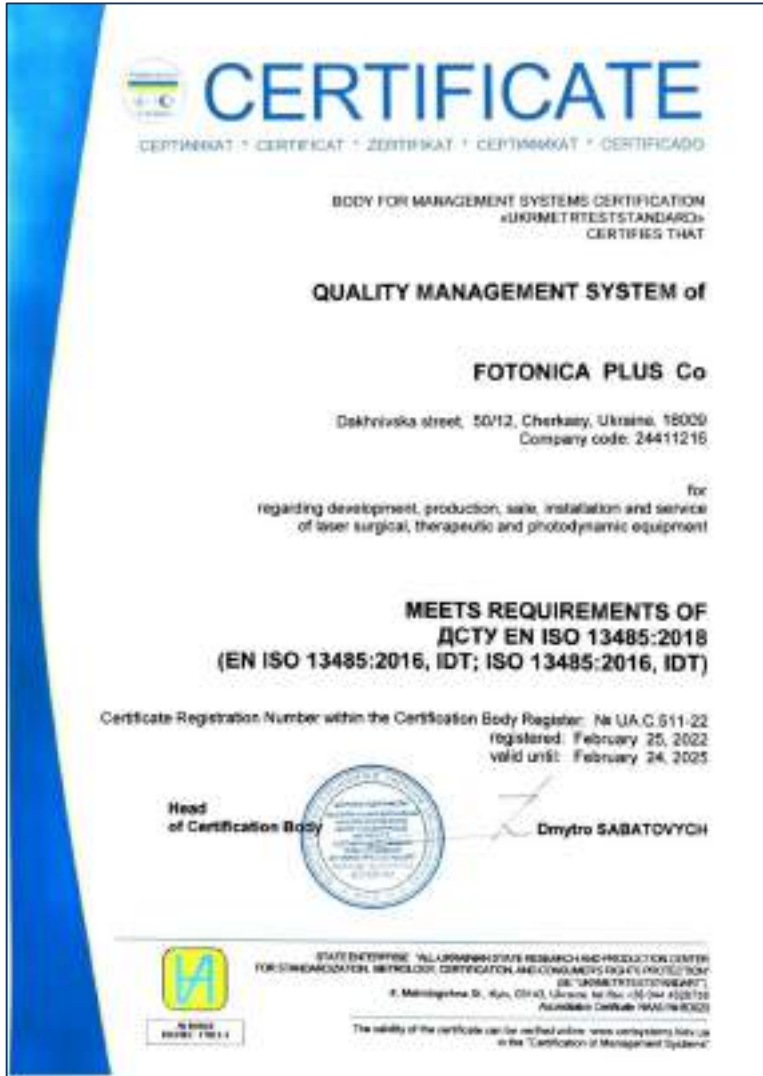 CERTIFICATE
СЕРТИФІКАТ * CERTIFICAT * ZERTIFIKAT * СЕРТИФИКАТ * CERTIFICADO
BODY FOR MANAGEMENT SYSTEMS CERTIFICATION
«UKRMETRTESTSTANDARD»
CERTIFIES THAT
QUALITY MANAGEMENT SYSTEM of
FOTONICA PLUS Co
Dakhnivska street, 50/12, Cherkasy, Ukraine, 18009
Company code: 24411216
for
regarding development, production, sale, installation and service
of laser surgical, therapeutic and photodynamic equipment
MEETS REQUIREMENTS OF
ДСТУ EN ISO 13485:2018
(EN ISO 13485:2016, IDT; ISO 13485:2016, IDT)
Certificate Registration Number within the Certification Body Register: № UA.C.511-22
registered: February 25, 2022
valid until: February 24, 2025
Head
of Certification Body
Dmytro SABATOVYCH
STATE ENTERPRISE "ALL-UKRAINIAN STATE RESEARCH AND PRODUCTION CENTER
FOR STANDARDIZATION, METROLOGY, CERTIFICATION, AND CONSUMERS RIGHTS PROTECTION"
(SE "UKRMETRTESTSTANDART"),
Kyiv, Ukraine
Accreditation Certificate
The validity of the certificate can be verified online
in the "Certification of Management Systems"